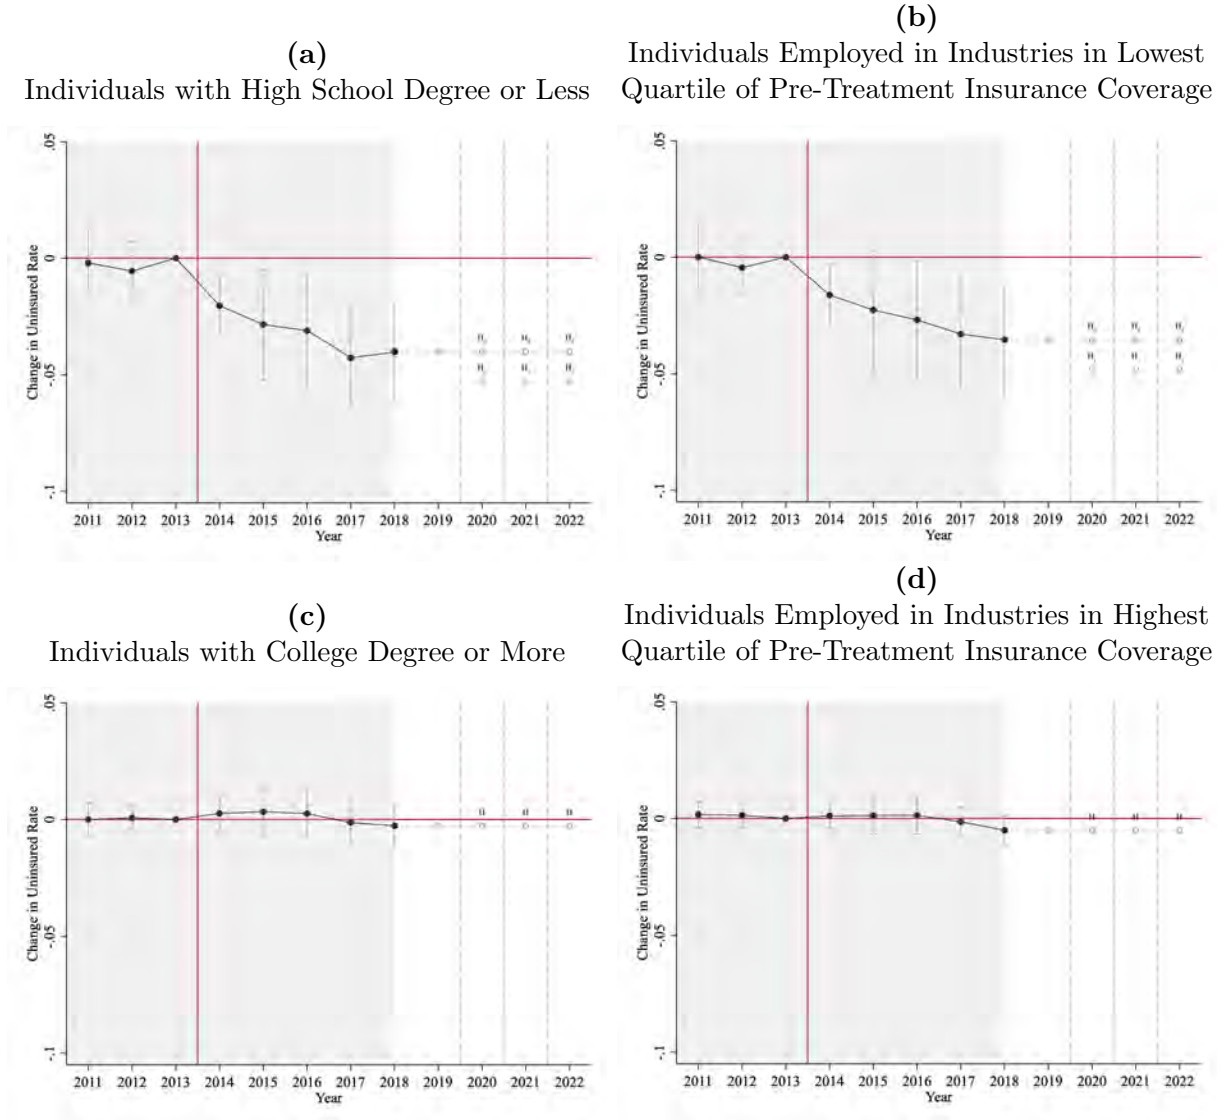 (a)
Individuals with High School Degree or Less
Change in Uninsured Rate
.05
0
-.05
-.1
H
H
H
H
H
H
2011 2012 2013 2014 2015 2016 2017 2018 2019 2020 2021 2022
Year
(b)
Individuals Employed in Industries in Lowest
Quartile of Pre-Treatment Insurance Coverage
Change in Uninsured Rate
.05
0
-.05
-.1
H
H
H
H
H
H
2011 2012 2013 2014 2015 2016 2017 2018 2019 2020 2021 2022
Year
(c)
Individuals with College Degree or More
Change in Uninsured Rate
.05
0
-.05
-.1
H
H
H
2011 2012 2013 2014 2015 2016 2017 2018 2019 2020 2021 2022
Year
(d)
Individuals Employed in Industries in Highest
Quartile of Pre-Treatment Insurance Coverage
Change in Uninsured Rate
.05
0
-.05
-.1
H
H
H
2011 2012 2013 2014 2015 2016 2017 2018 2019 2020 2021 2022
Year